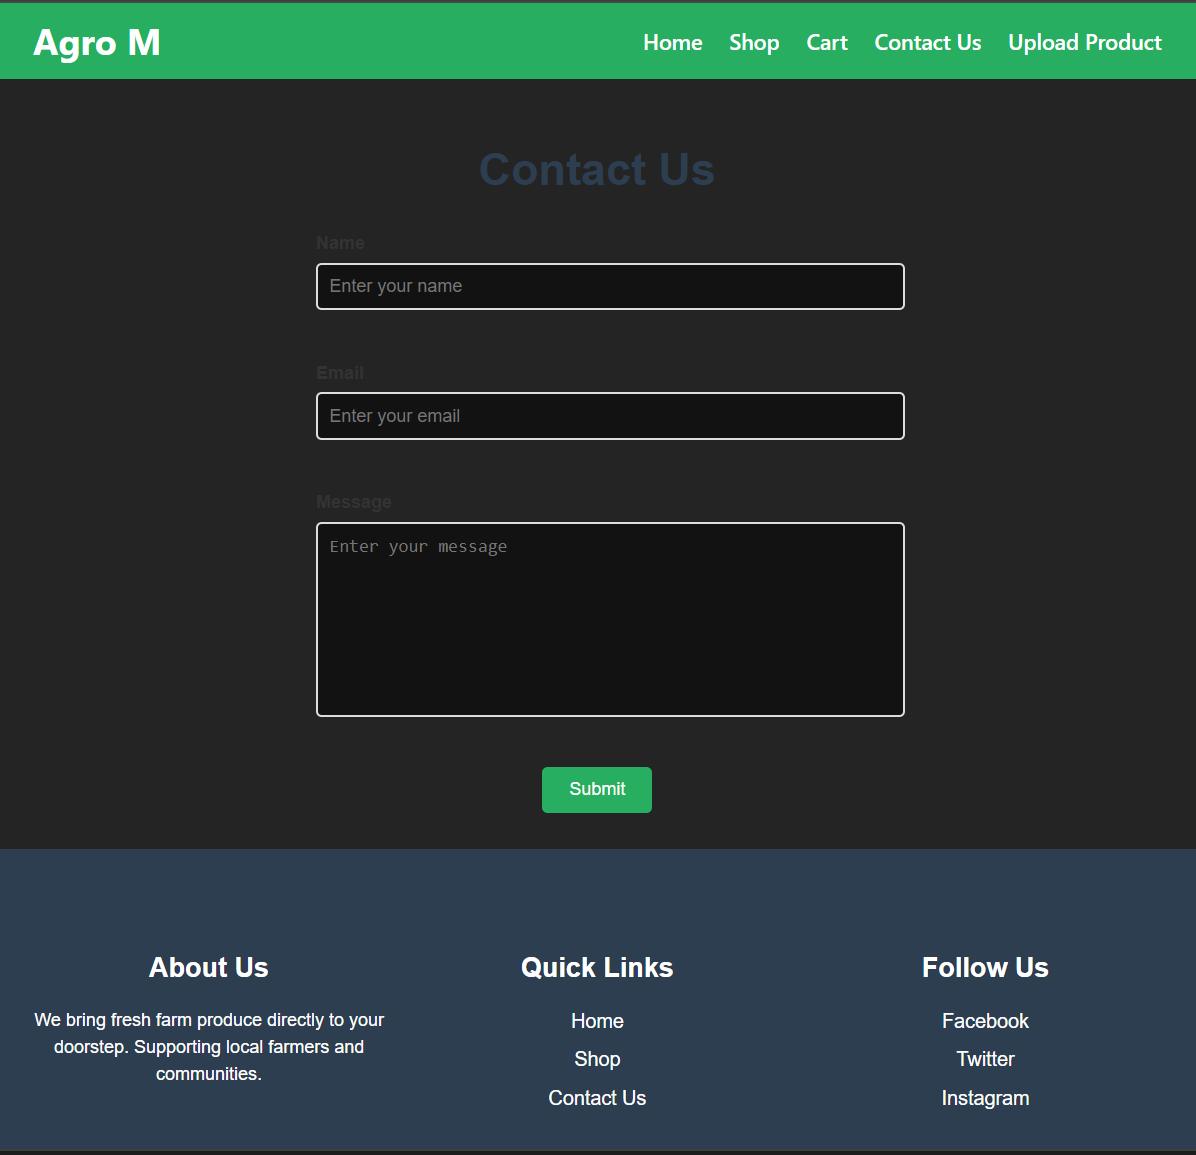 Agro M
Home Shop Cart Contact Us Upload Product
Contact Us
Name
Enter your name
Email
Enter your email
Message
Enter your message
Submit
About Us
We bring fresh farm produce directly to your
doorstep. Supporting local farmers and
communities.
Quick Links
Home
Shop
Contact Us
Follow Us
Facebook
Twitter
Instagram